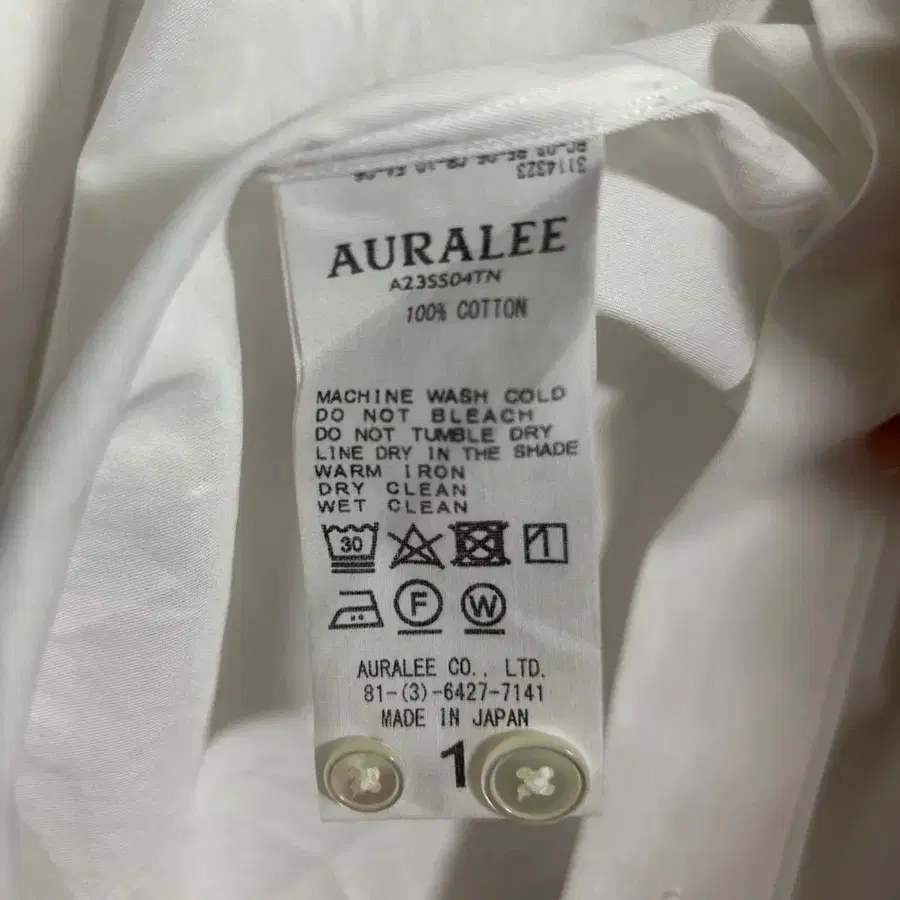 3114323
AURALEE
A23SS04TN
100% COTTON
MACHINE WASH COLD
DO NOT BLEACH
DO NOT TUMBLE DRY
LINE DRY IN THE SHADE
WARM IRON
DRY CLEAN
WET CLEAN
30
F W
AURALEE CO., LTD.
81-(3)-6427-7141
MADE IN JAPAN
1